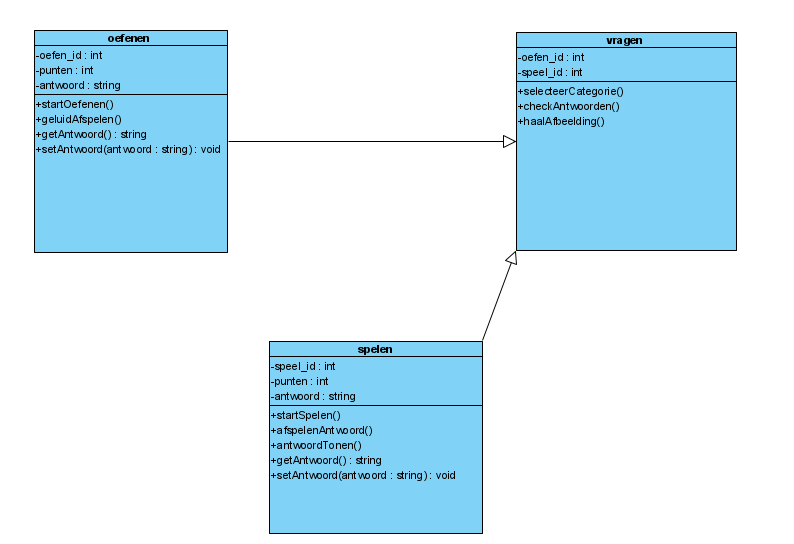 oefenen
-oefen_id : int
-punten : int
-antwoord : string
+startOefenen()
+geluidAfspelen()
+getAntwoord() : string
+setAntwoord(antwoord : string) : void
vragen
-oefen_id : int
-speel_id : int
+selecteerCategorie()
+checkAntwoorden()
+haalAfbeelding()
spelen
-speel_id : int
-punten : int
-antwoord : string
+startSpelen()
+afspelenAntwoord()
+antwoordTonen()
+getAntwoord() : string
+setAntwoord(antwoord : string) : void